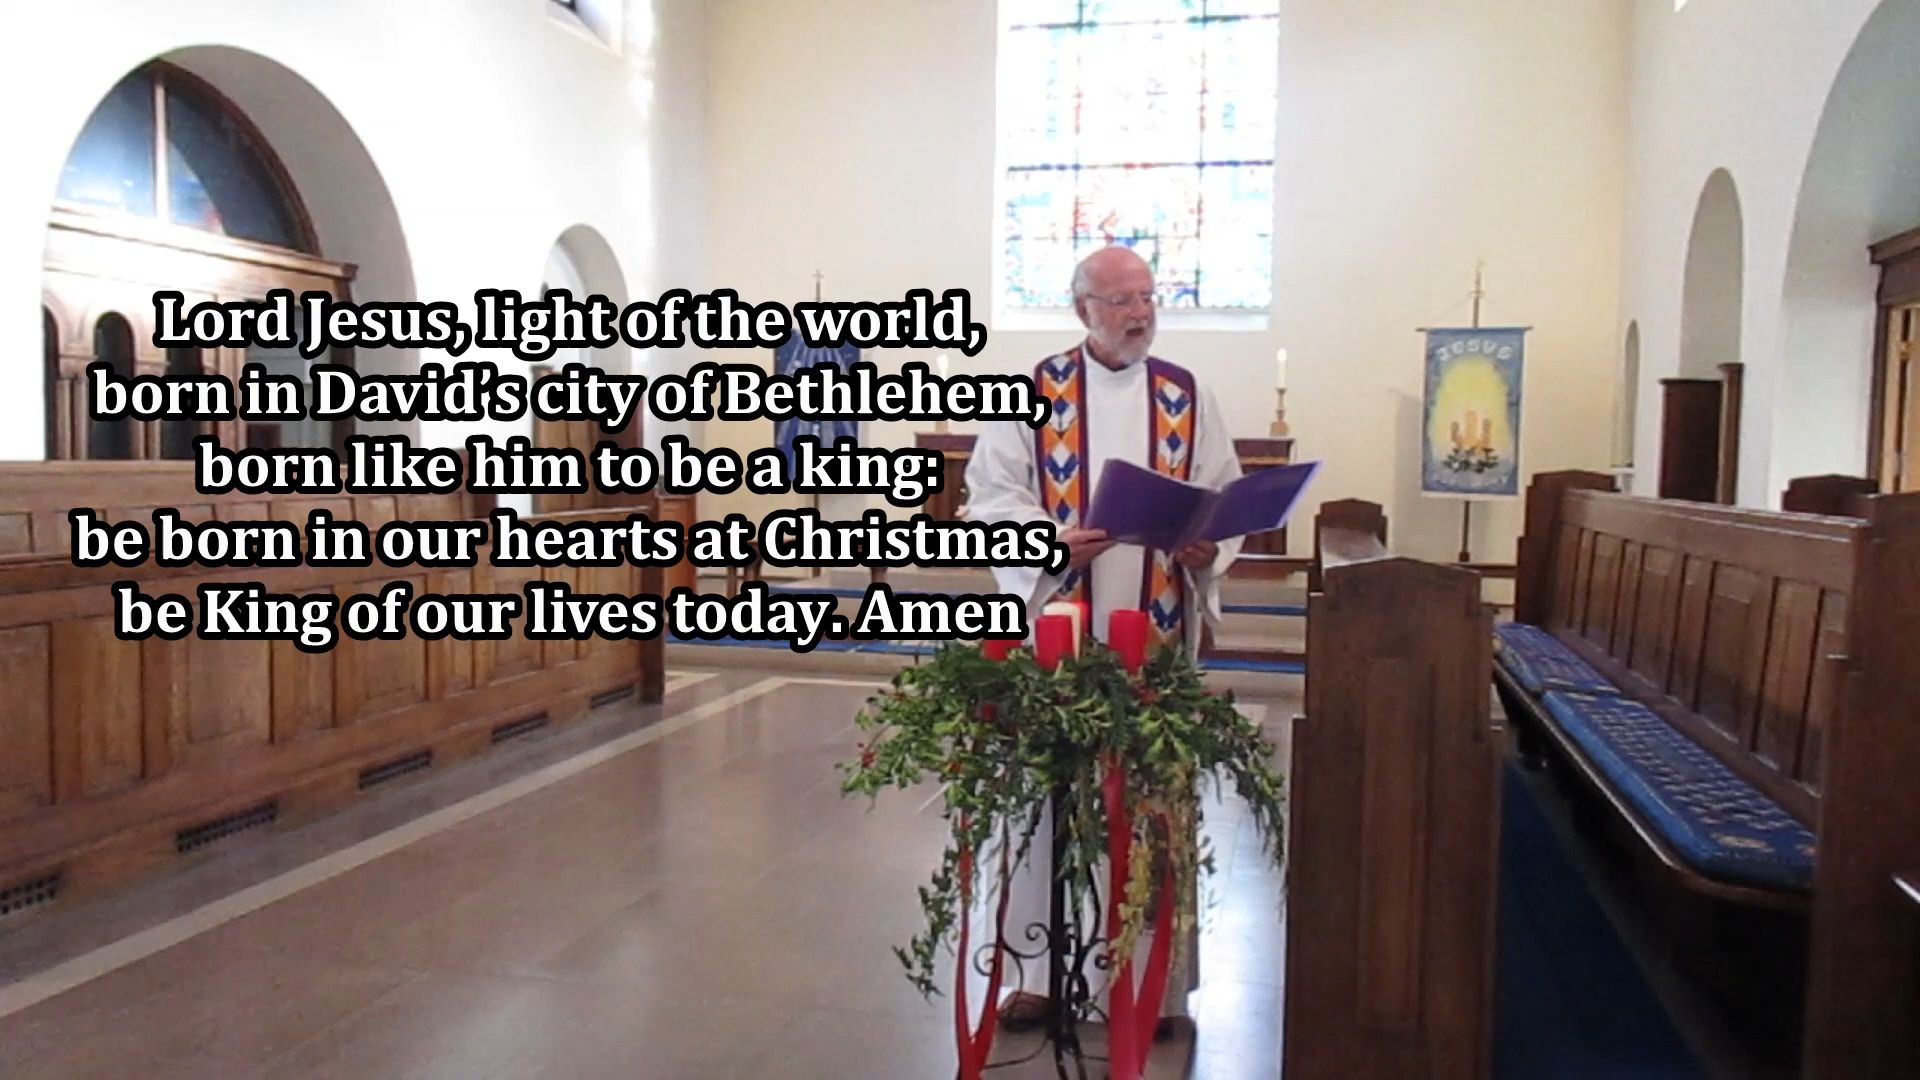 Lord Jesus, light of the world,
born in David’s city of Bethlehem,
born like him to be a king:
be born in our hearts at Christmas,
be King of our lives today. Amen
JESUS